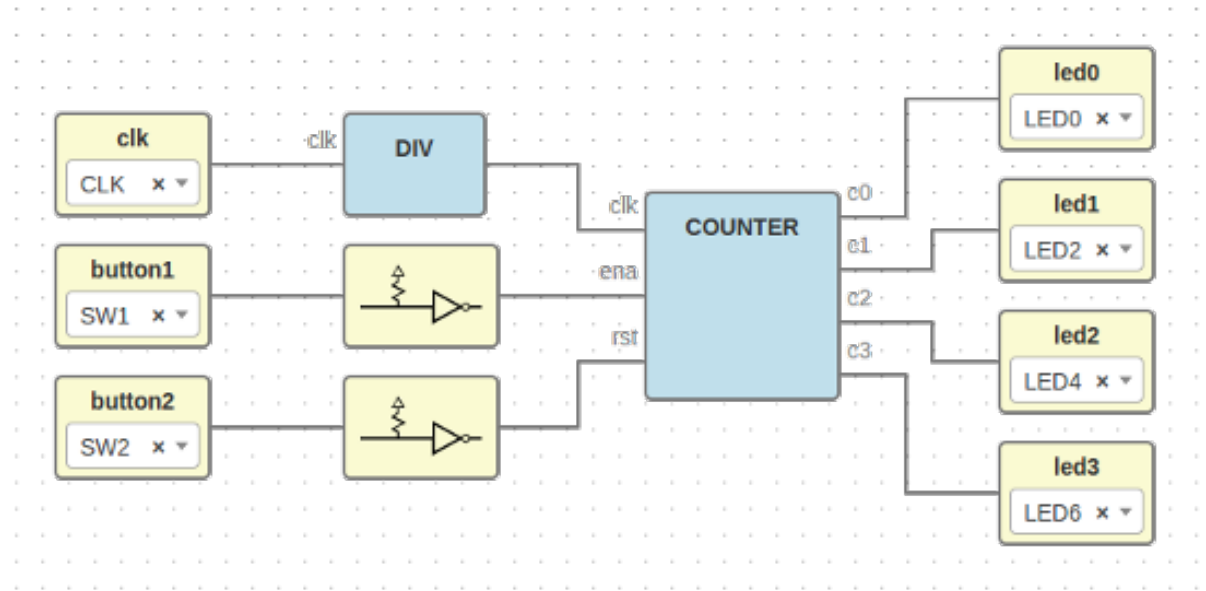 clk
CLK × ▾
button1
SW1 × ▾
button2
SW2 × ▾
clk
DIV
clk
ena
rst
COUNTER
c0
c1
c2
c3
led0
LED0 × ▾
led1
LED2 × ▾
led2
LED4 × ▾
led3
LED6 × ▾